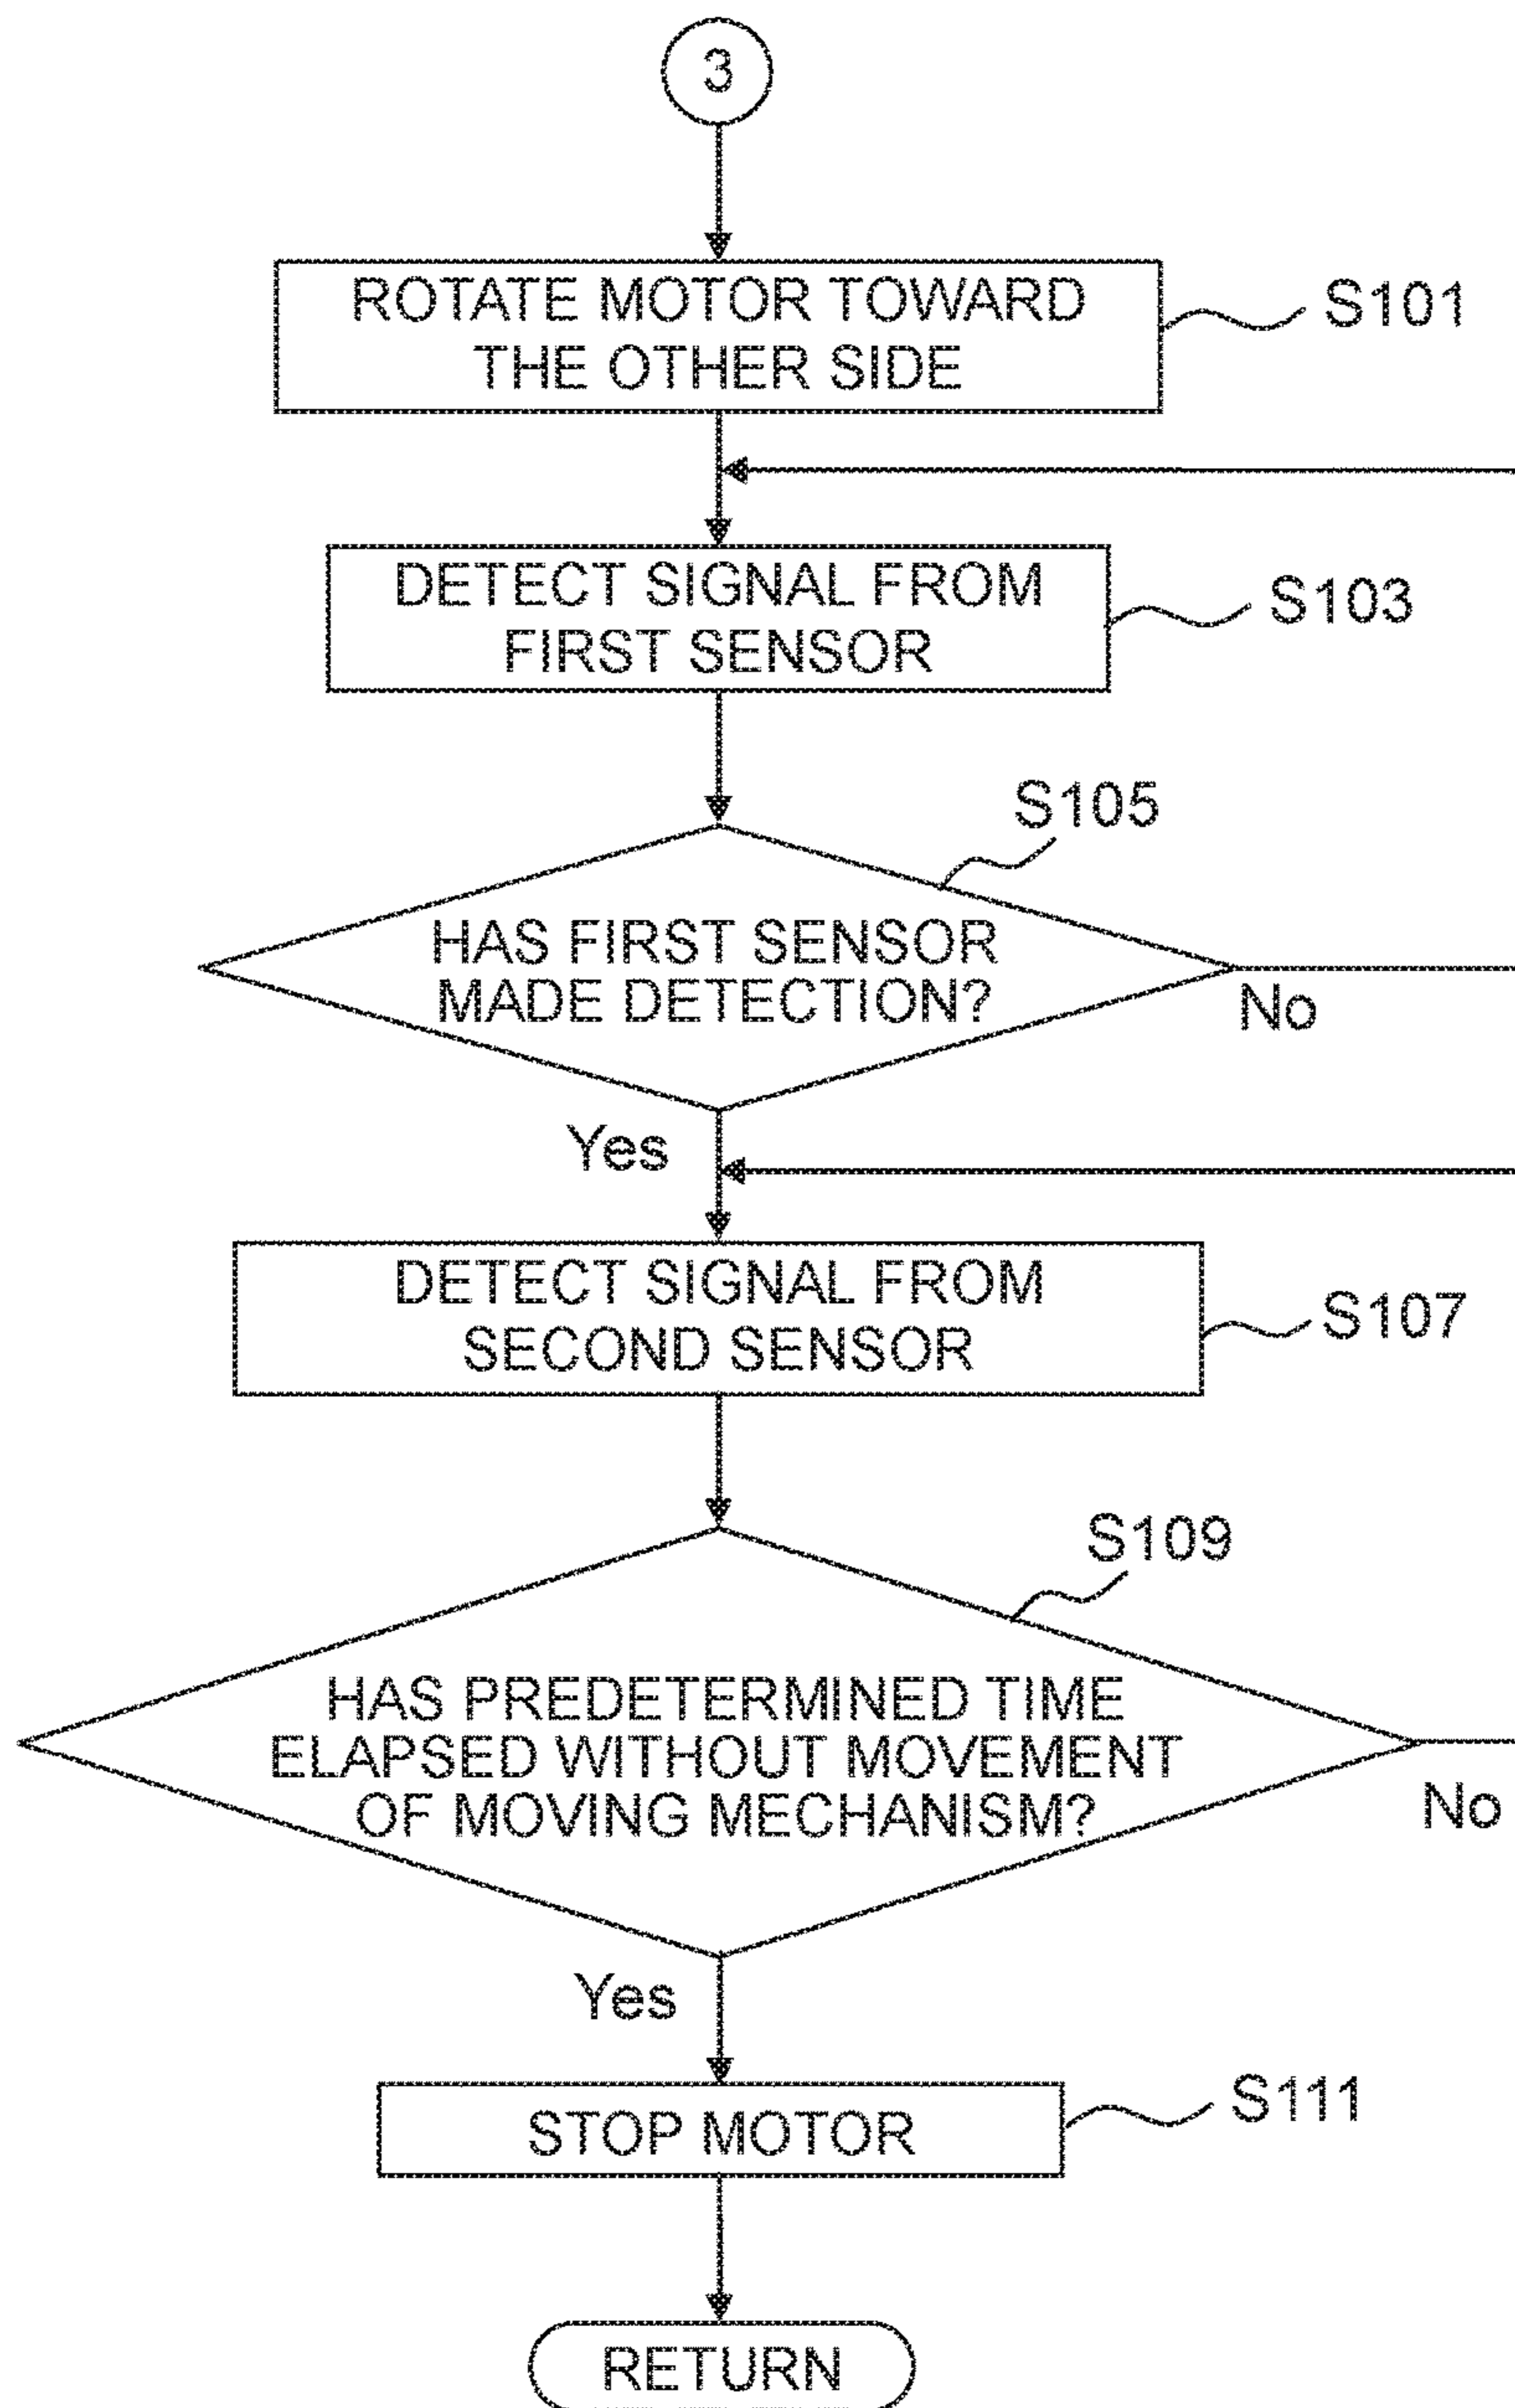 3
ROTATE MOTOR TOWARD
THE OTHER SIDE
S101
DETECT SIGNAL FROM
FIRST SENSOR
S103
S105
HAS FIRST SENSOR
MADE DETECTION?
No
Yes
DETECT SIGNAL FROM
SECOND SENSOR
S107
S109
HAS PREDETERMINED TIME
ELAPSED WITHOUT MOVEMENT
OF MOVING MECHANISM?
No
Yes
STOP MOTOR
S111
RETURN